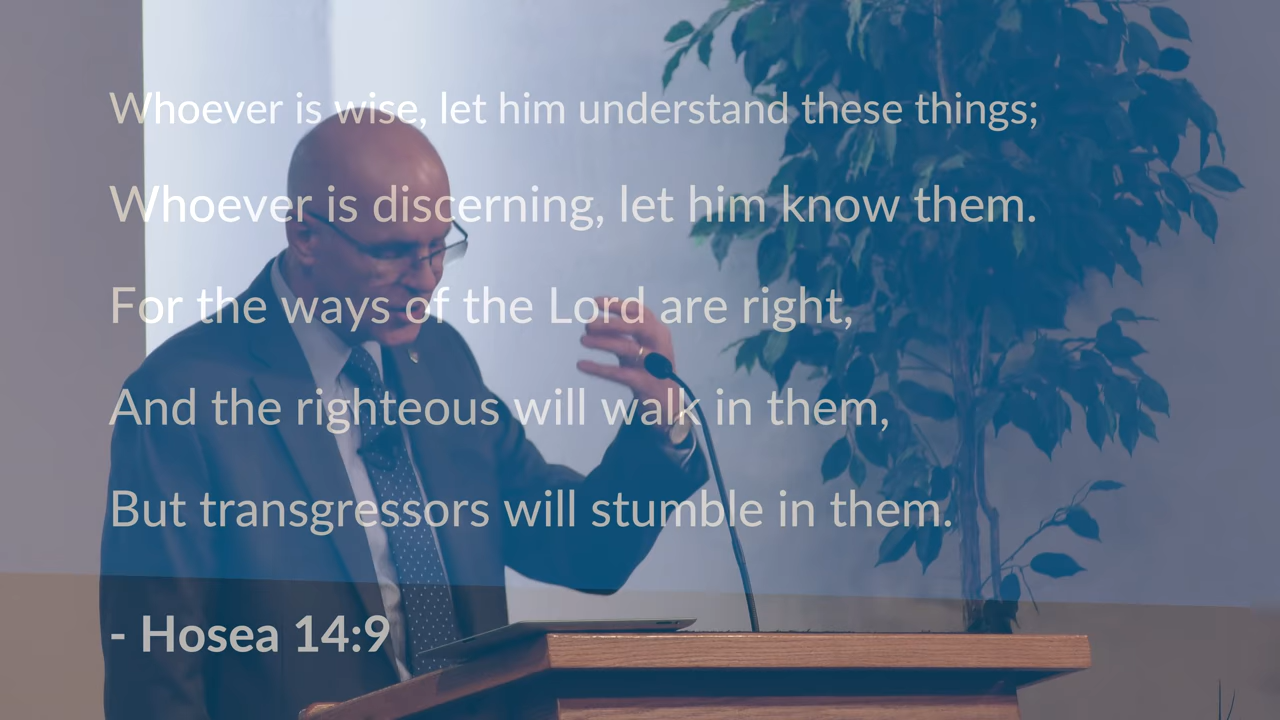 Whoever is wise, let him understand these things;
Whoever is discerning, let him know them.
For the ways of the Lord are right,
And the righteous will walk in them,
But transgressors will stumble in them.
- Hosea 14:9